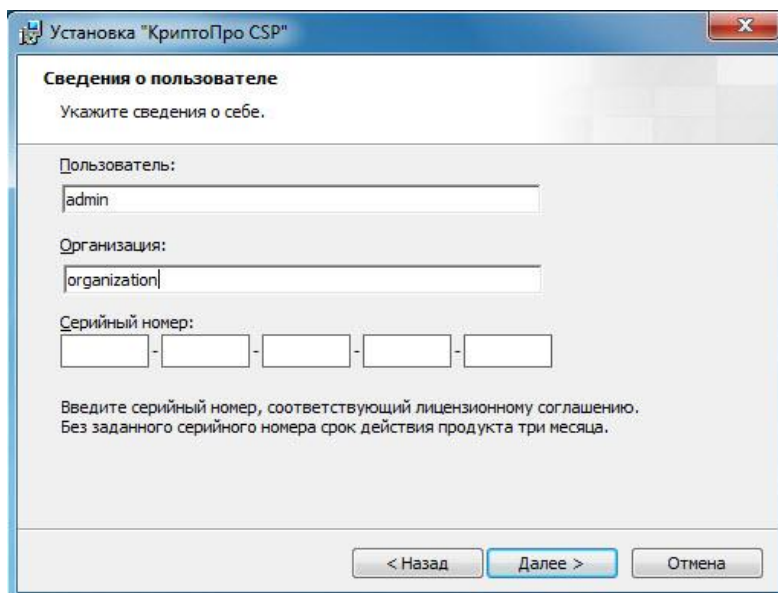 Установка "КриптоПро CSP"
Сведения о пользователе
Укажите сведения о себе.
Пользователь:
admin
Организация:
organization
Серийный номер:
- - - -
Введите серийный номер, соответствующий лицензионному соглашению.
Без заданного серийного номера срок действия продукта три месяца.
< Назад Далее > Отмена